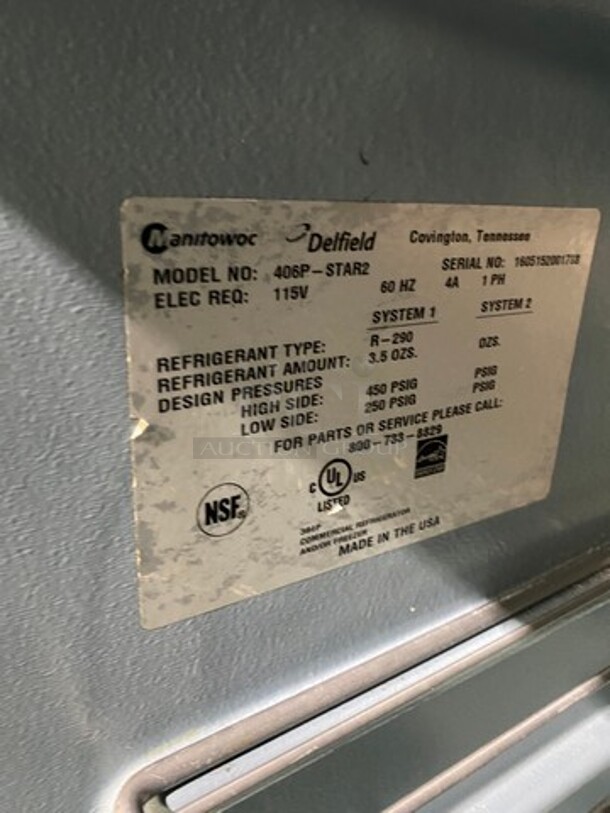 Manitowoc Delfield Covington, Tennessee
MODEL NO: 406P-STAR2 SERIAL NO:
ELEC REQ: 115V 60 HZ 4A 1 PH
SYSTEM 1 SYSTEM 2
REFRIGERANT TYPE: R-290
REFRIGERANT AMOUNT: 3.5 OZS. OZS.
DESIGN PRESSURES
HIGH SIDE: 450 PSIG PSIG
LOW SIDE: 250 PSIG PSIG
FOR PARTS OR SERVICE PLEASE CALL:
800-733-8829
AUCTION GROUP
NSF®
C UL US
LISTED
COMMERCIAL REFRIGERATOR
AND/OR FREEZER
MADE IN THE USA